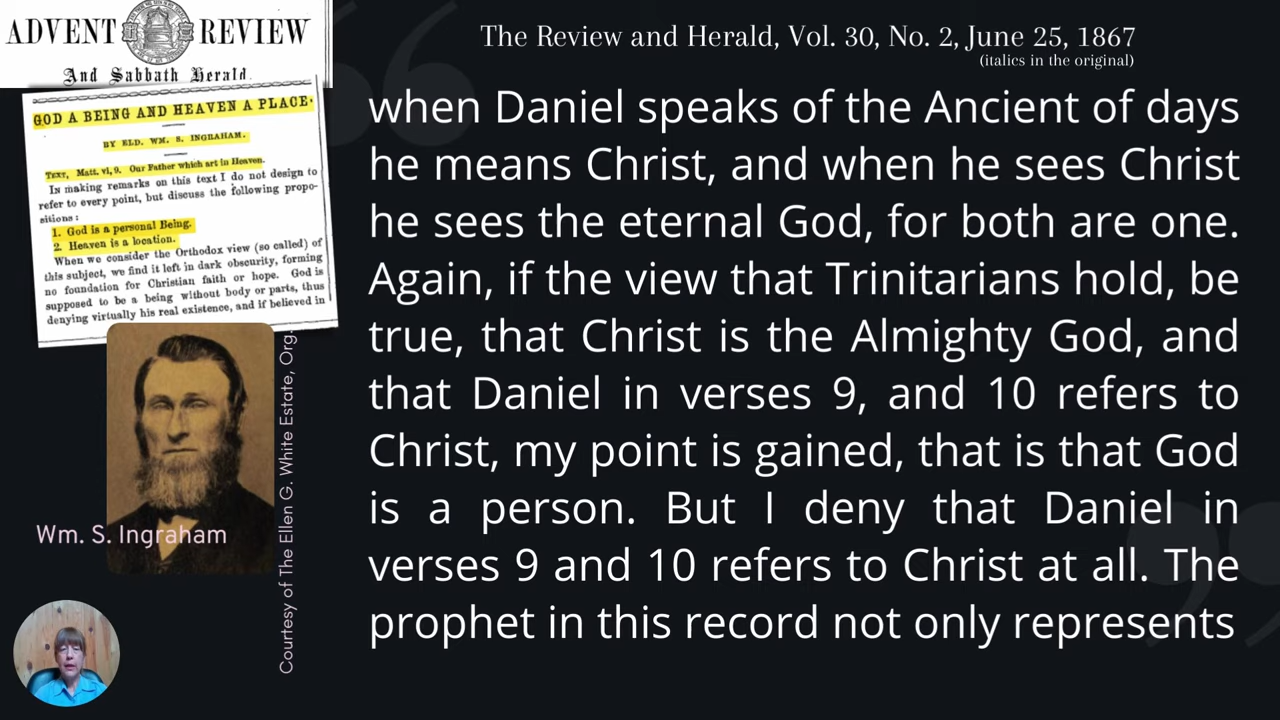 ADVENT REVIEW
And Sabbath Herald.
GOD A BEING AND HEAVEN A PLACE.
BY ELD. WM. S. INGRAHAM.
TEXT, Matt. vi, 9. Our Father which art in Heaven.
In making remarks on this text I do not design to
refer to every point, but discuss the following propo-
sitions :
1. God is a personal Being.
2. Heaven is a location.
When we consider the Orthodox view (so called) of
this subject, we find it left in dark obscurity, forming
no foundation for Christian faith or hope. God is
supposed to be a being without body or parts, thus
denying virtually his real existence, and if believed in
Wm. S. Ingraham
Courtesy of The Ellen G. White Estate, Org.
The Review and Herald, Vol. 30, No. 2, June 25, 1867
(italics in the original)
when Daniel speaks of the Ancient of days
he means Christ, and when he sees Christ
he sees the eternal God, for both are one.
Again, if the view that Trinitarians hold, be
true, that Christ is the Almighty God, and
that Daniel in verses 9, and 10 refers to
Christ, my point is gained, that is that God
is a person. But I deny that Daniel in
verses 9 and 10 refers to Christ at all. The
prophet in this record not only represents